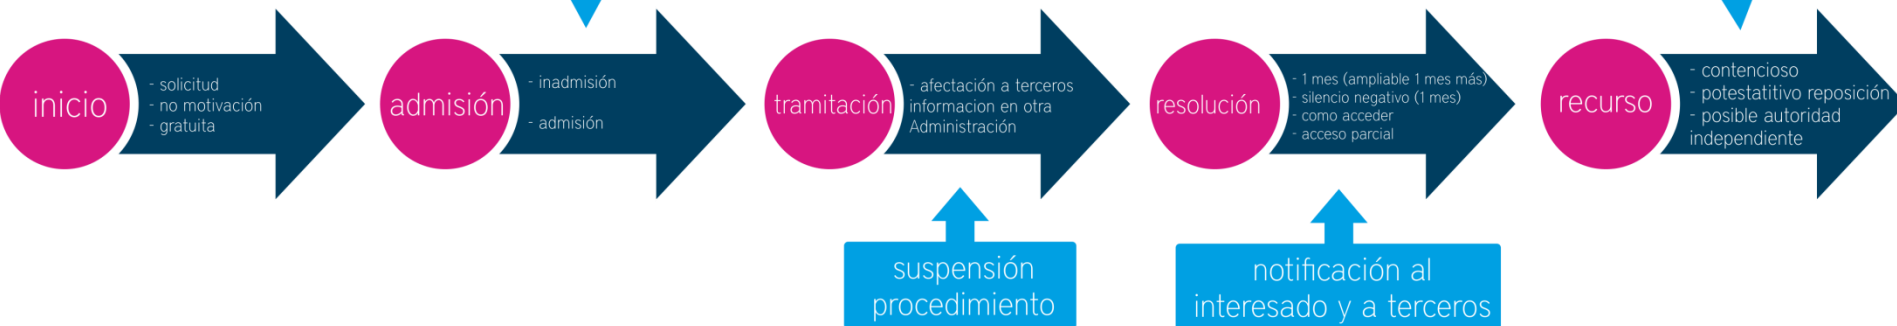 inicio
- solicitud
- no motivación
- gratuita
admisión
- inadmisión
- admisión
tramitación
- afectación a terceros
informacion en otra
Administración
resolución
- 1 mes (ampliable 1 mes más)
- silencio negativo (1 mes)
- como acceder
- acceso parcial
recurso
- contencioso
- potestatitivo reposición
- posible autoridad
independiente
suspensión
procedimiento
notificación al
interesado y a terceros